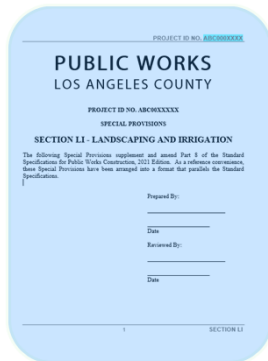 PROJECT ID NO. ABC000XXXX
PUBLIC WORKS
LOS ANGELES COUNTY
PROJECT ID NO. ABC00XXXXX
SPECIAL PROVISIONS
SECTION LI - LANDSCAPING AND IRRIGATION
The following Special Provisions supplement and amend Part 8 of the Standard
Specifications for Public Works Construction, 2021 Edition. As a reference convenience,
these Special Provisions have been arranged into a format that parallels the Standard
Specifications.
Prepared By:
Date
Reviewed By:
Date
1 SECTION LI